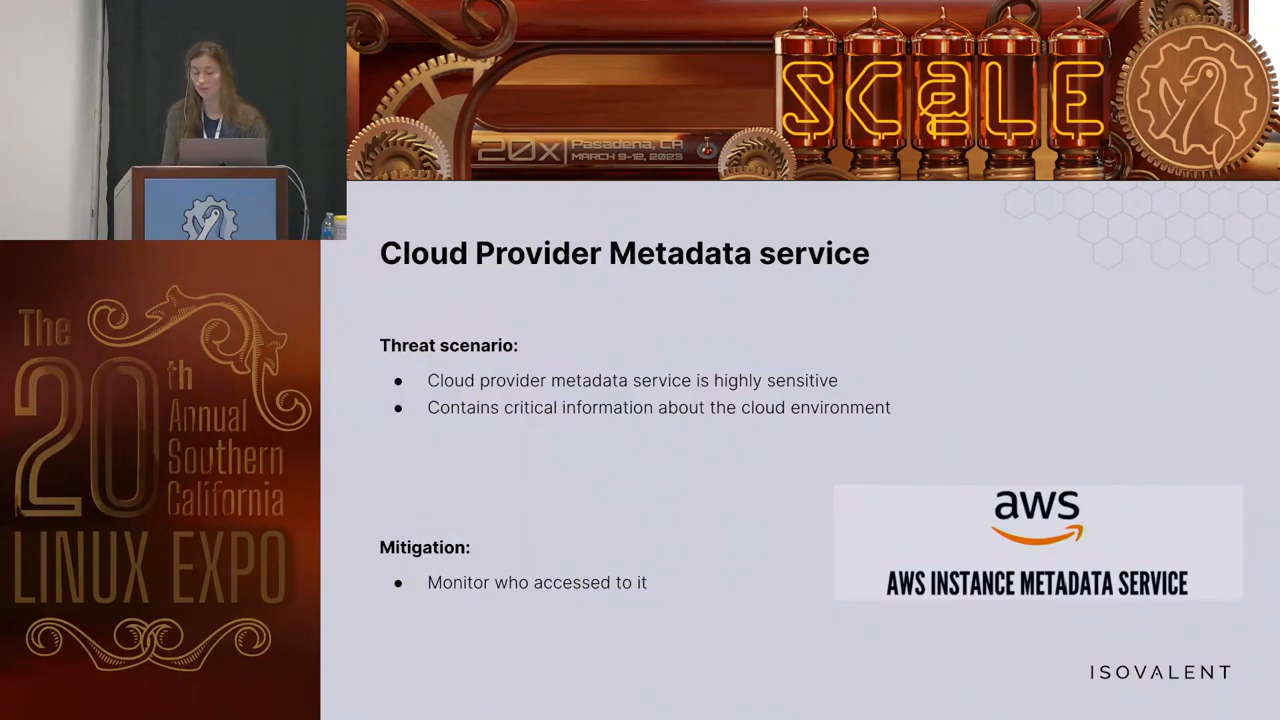 SCaLE
20x
Pasadena, CA
MARCH 9-12, 2023
The
20th
Annual
Southern
California
LINUX EXPO
Cloud Provider Metadata service
Threat scenario:
● Cloud provider metadata service is highly sensitive
● Contains critical information about the cloud environment
Mitigation:
● Monitor who accessed to it
aws
AWS INSTANCE METADATA SERVICE
ISOVALENT